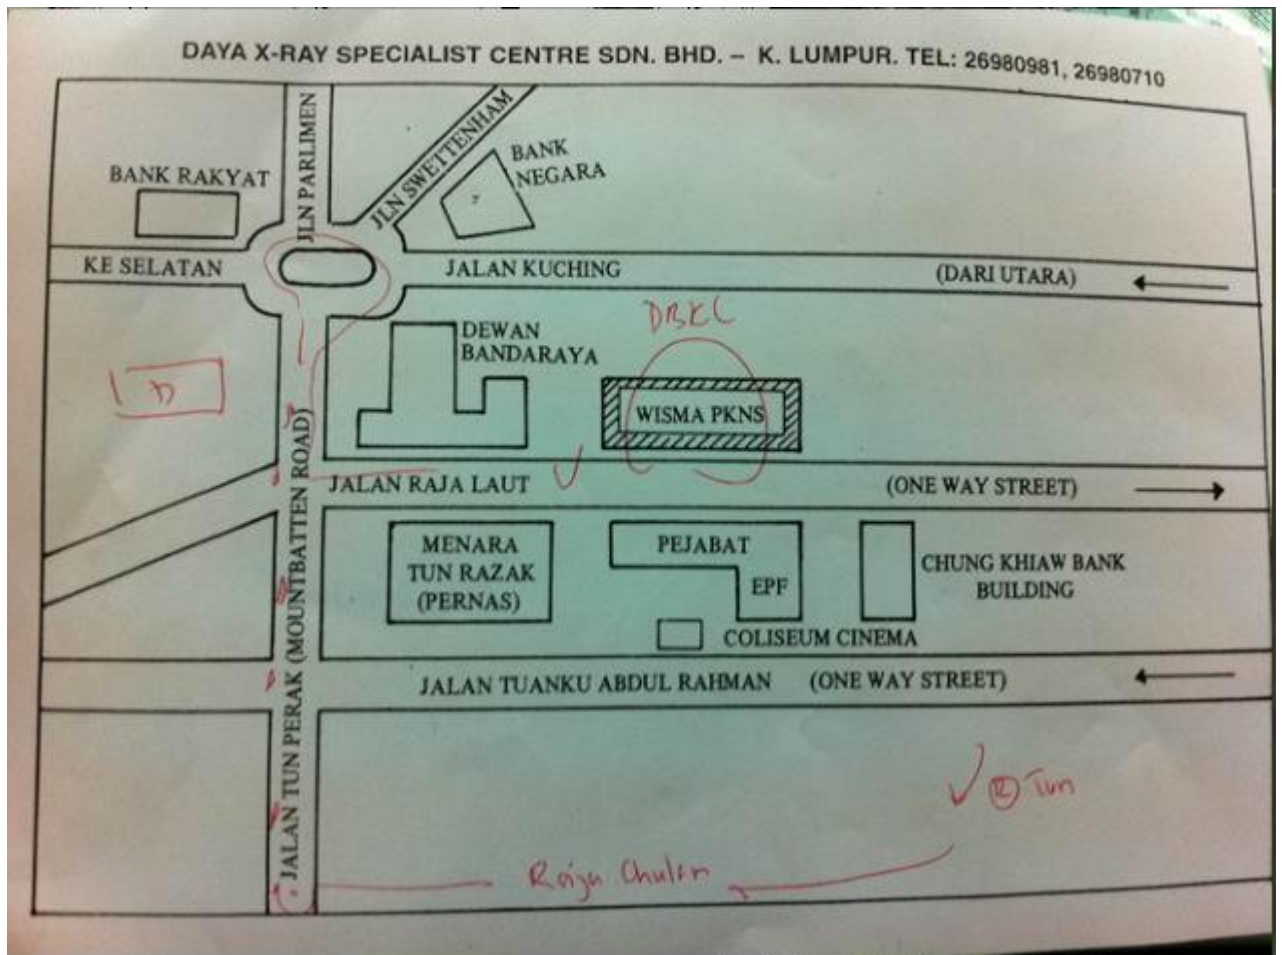 DAYA X-RAY SPECIALIST CENTRE SDN. BHD. – K. LUMPUR. TEL: 26980981, 26980710
JLN PARLIMEN
JLN SWETTENHAM
BANK
NEGARA
BANK RAKYAT
KE SELATAN
JALAN KUCHING
(DARI UTARA)
DBKL
DEWAN
BANDARAYA
WISMA PKNS
JALAN RAJA LAUT
(ONE WAY STREET)
MENARA
TUN RAZAK
(PERNAS)
PEJABAT
EPF
CHUNG KHIAW BANK
BUILDING
COLISEUM CINEMA
JALAN TUANKU ABDUL RAHMAN (ONE WAY STREET)
JALAN TUN PERAK (MOUNTBATTEN ROAD)
Tun
Raja Chulan